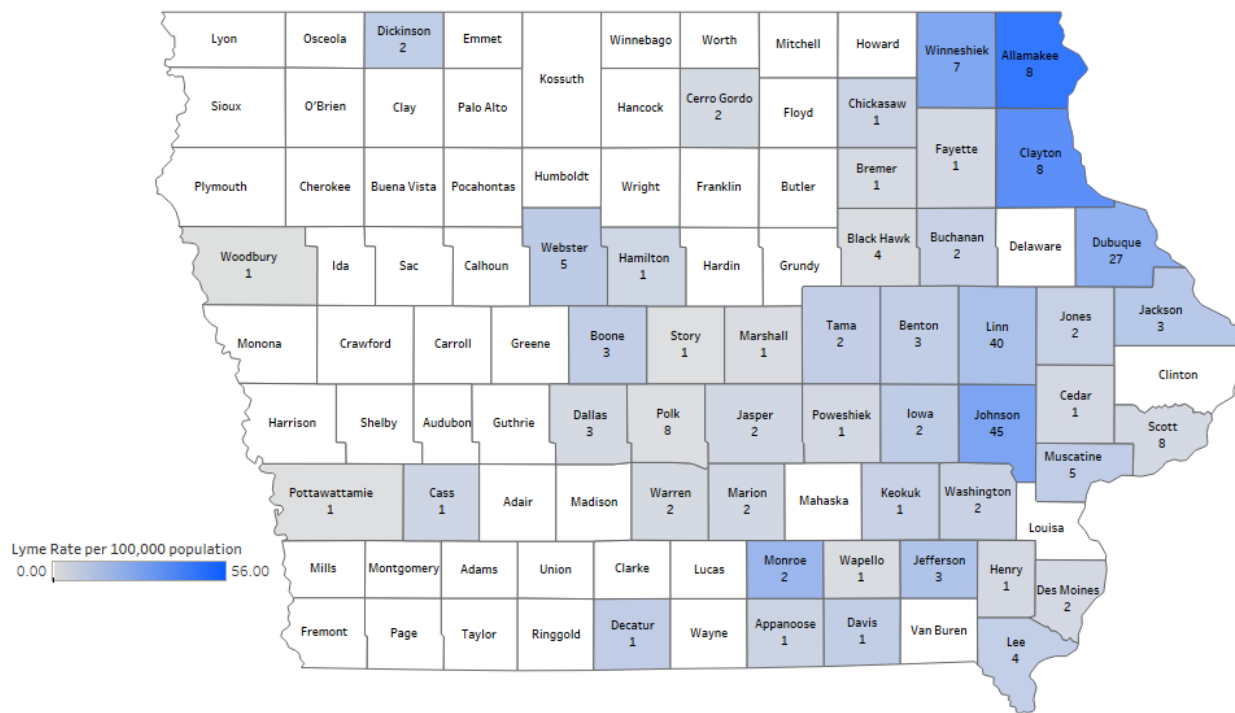 Lyon
Osceola
Dickinson
2
Emmet
Winnebago
Worth
Mitchell
Howard
Winneshiek
7
Allamakee
8
Kossuth
Sioux
O'Brien
Clay
Palo Alto
Hancock
Cerro Gordo
2
Floyd
Chickasaw
1
Fayette
1
Clayton
8
Plymouth
Cherokee
Buena Vista
Pocahontas
Humboldt
Wright
Franklin
Butler
Bremer
1
Woodbury
1
Ida
Sac
Calhoun
Webster
5
Hamilton
1
Hardin
Grundy
Black Hawk
4
Buchanan
2
Delaware
Dubuque
27
Monona
Crawford
Carroll
Greene
Boone
3
Story
1
Marshall
1
Tama
2
Benton
3
Linn
40
Jones
2
Jackson
3
Clinton
Harrison
Shelby
Audubon
Guthrie
Dallas
3
Polk
8
Jasper
2
Poweshiek
1
Iowa
2
Johnson
45
Cedar
1
Scott
8
Muscatine
5
Pottawattamie
1
Cass
1
Adair
Madison
Warren
2
Marion
2
Mahaska
Keokuk
1
Washington
2
Louisa
Lyme Rate per 100,000 population
0.00
56.00
Mills
Montgomery
Adams
Union
Clarke
Lucas
Monroe
2
Wapello
1
Jefferson
3
Henry
1
Des Moines
2
Fremont
Page
Taylor
Ringgold
Decatur
1
Wayne
Appanoose
1
Davis
1
Van Buren
Lee
4